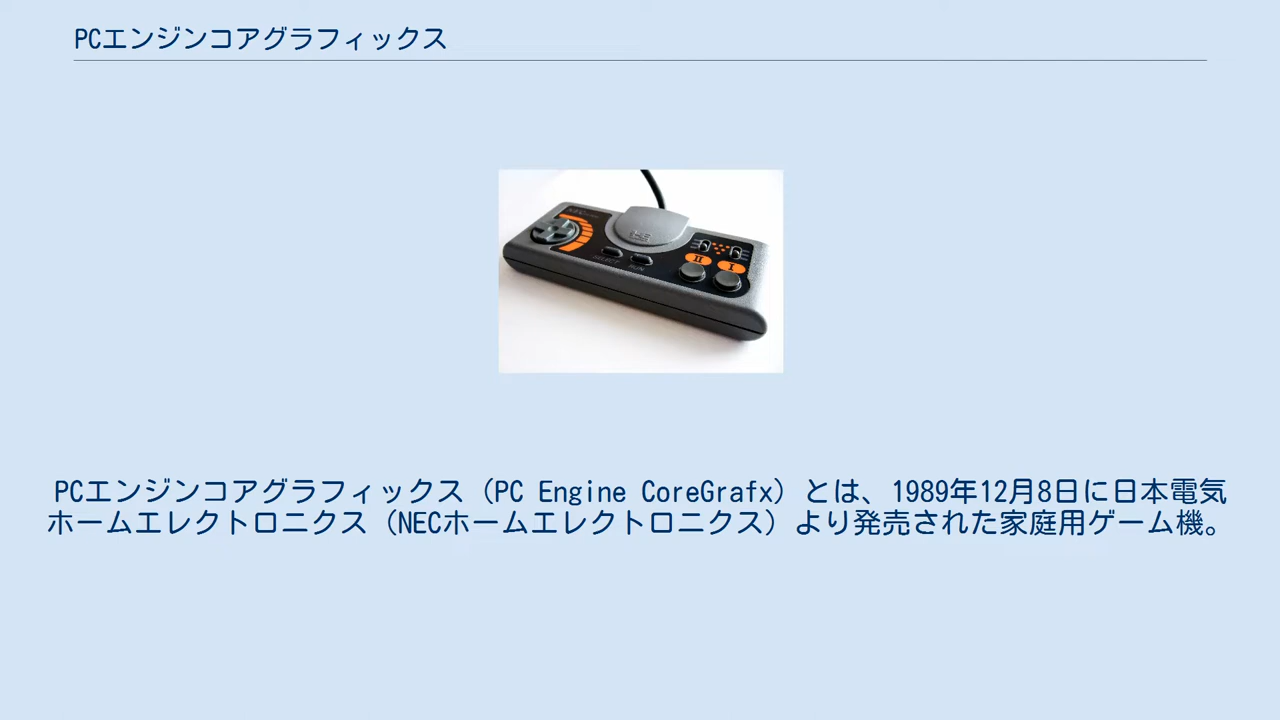 PCエンジンコアグラフィックス
NEC
SELECT
RUN
II
I
PCエンジンコアグラフィックス（PC Engine CoreGrafx）とは、1989年12月8日に日本電気
ホームエレクトロニクス（NECホームエレクトロニクス）より発売された家庭用ゲーム機。